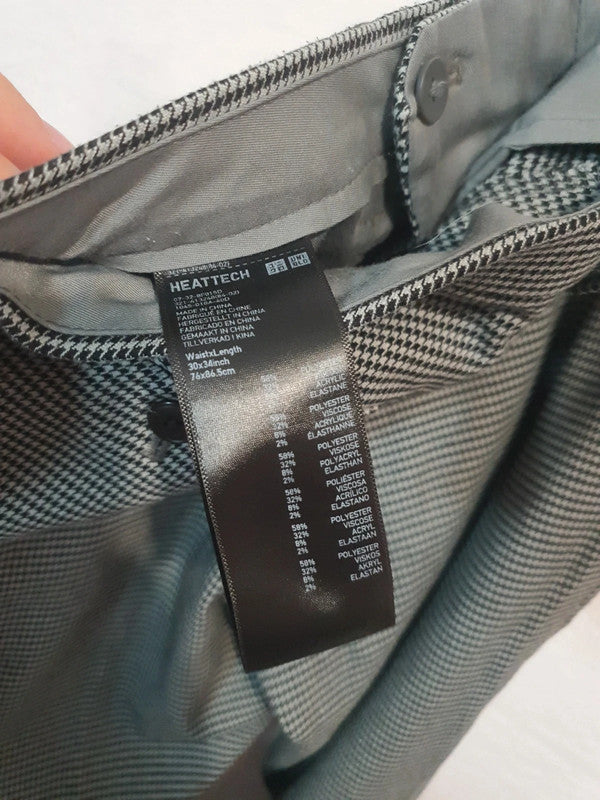 HEATTECH
UNI
QLO
MADE IN CHINA
FABRIQUÉ EN CHINE
HERGESTELLT IN CHINA
FABRICADO EN CHINA
GEMAAKT IN CHINA
TILLVERKAD I KINA
WaistxLength
30x34inch
76x86.5cm
ACRYLIC
ELASTANE
58% POLYESTER
32% VISCOSE
8% ACRYLIQUE
2% ÉLASTHANNE
58% POLYESTER
32% VISKOSE
8% POLYACRYL
2% ELASTHAN
58% POLIÉSTER
32% VISCOSA
8% ACRÍLICO
2% ELASTANO
58% POLYESTER
32% VISCOSE
8% ACRYL
2% ELASTAAN
58% POLYESTER
32% VISKOS
8% AKRYL
2% ELASTAN